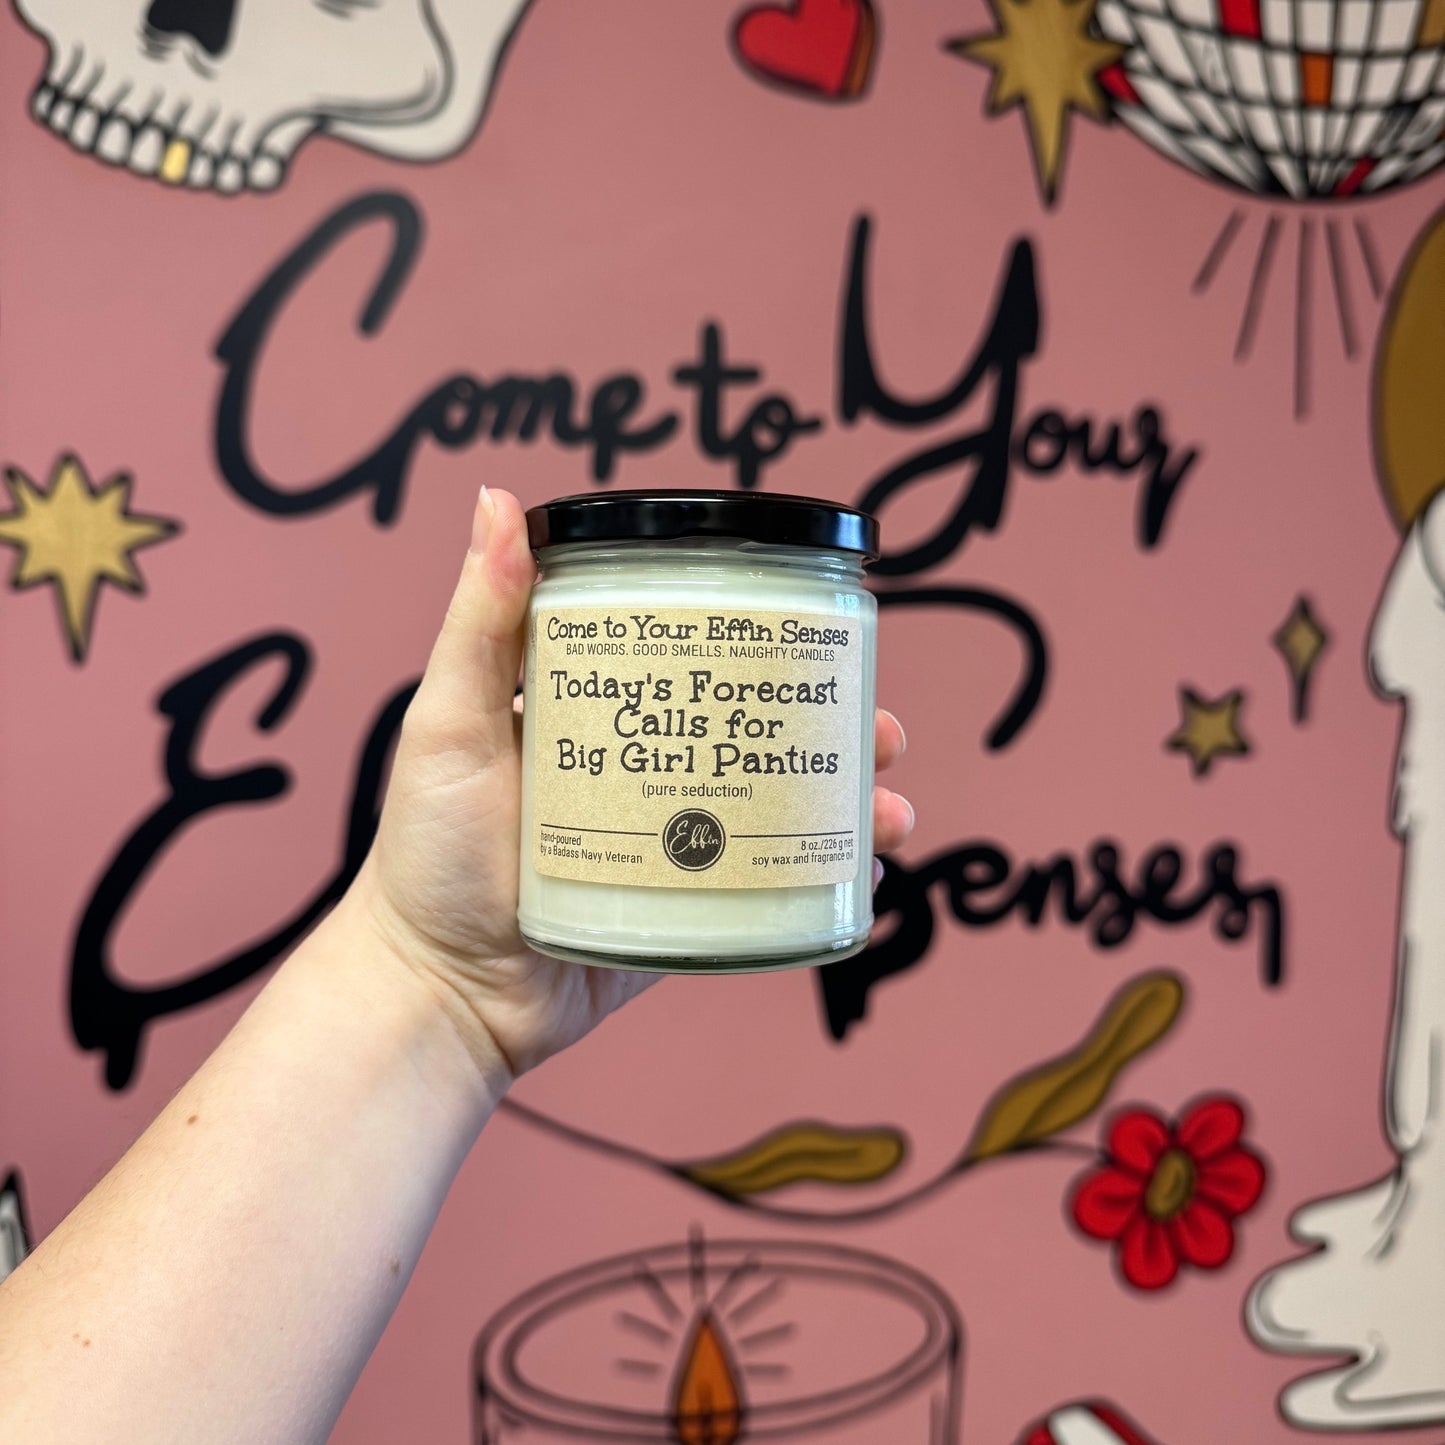 Come to Your
Effin Senses
Come to Your Effin Senses
BAD WORDS. GOOD SMELLS. NAUGHTY CANDLES
Today's Forecast
Calls for
Big Girl Panties
(pure seduction)
hand-poured
by a Badass Navy Veteran
Effin
8 oz./226 g net
soy wax and fragrance oil